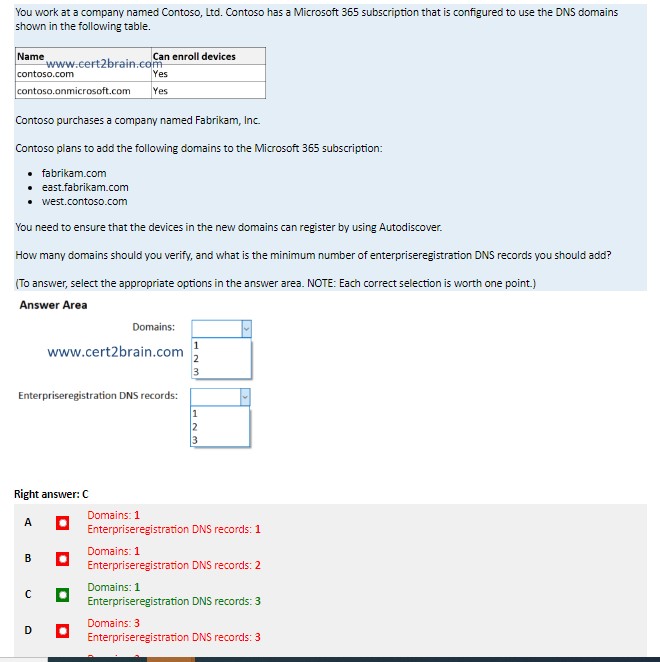 You work at a company named Contoso, Ltd. Contoso has a Microsoft 365 subscription that is configured to use the DNS domains
shown in the following table.
Name Can enroll devices
www.cert2brain.com
contoso.com Yes
contoso.onmicrosoft.com Yes
Contoso purchases a company named Fabrikam, Inc.
Contoso plans to add the following domains to the Microsoft 365 subscription:
• fabrikam.com
• east.fabrikam.com
• west.contoso.com
You need to ensure that the devices in the new domains can register by using Autodiscover.
How many domains should you verify, and what is the minimum number of enterpriseregistration DNS records you should add?
(To answer, select the appropriate options in the answer area. NOTE: Each correct selection is worth one point.)
Answer Area
Domains:
1
www.cert2brain.com 2
3
Enterpriseregistration DNS records:
1
2
3
Right answer: C
A Domains: 1
Enterpriseregistration DNS records: 1
B Domains: 1
Enterpriseregistration DNS records: 2
C Domains: 1
Enterpriseregistration DNS records: 3
D Domains: 3
Enterpriseregistration DNS records: 3